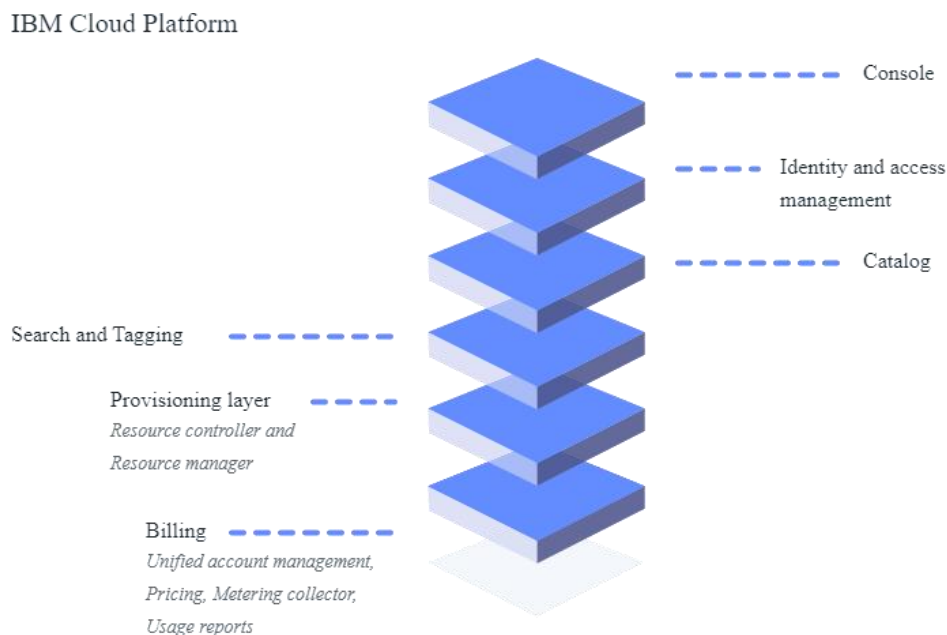 IBM Cloud Platform
Console
Identity and access
management
Catalog
Search and Tagging
Provisioning layer
Resource controller and
Resource manager
Billing
Unified account management,
Pricing, Metering collector,
Usage reports